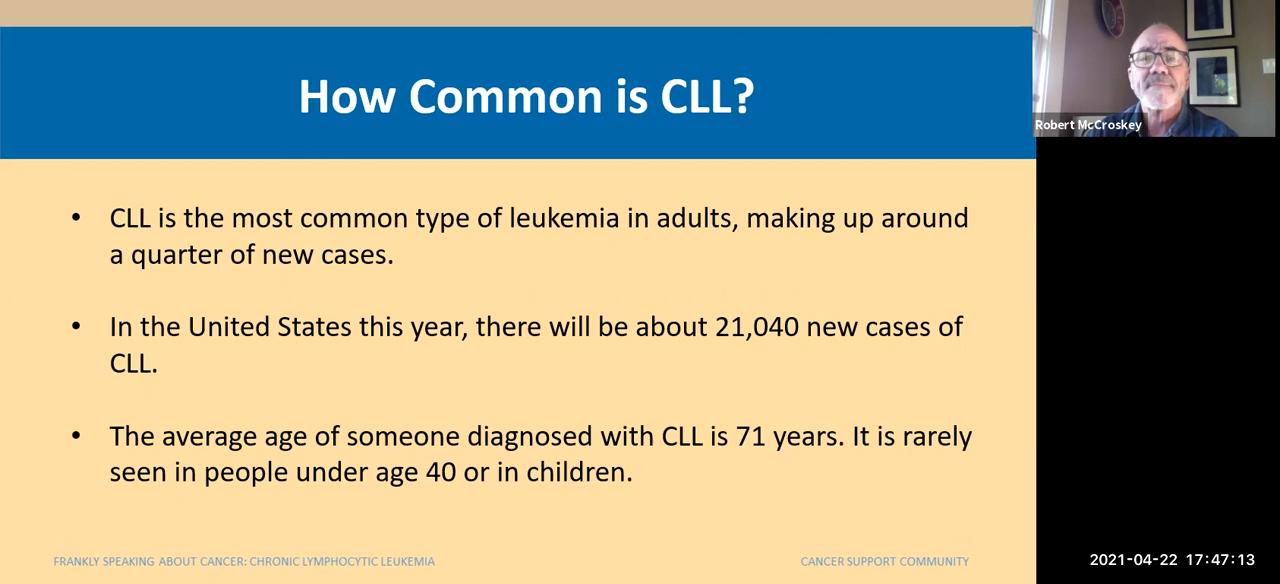 How Common is CLL?
Robert McCroskey
• CLL is the most common type of leukemia in adults, making up around
a quarter of new cases.
• In the United States this year, there will be about 21,040 new cases of
CLL.
• The average age of someone diagnosed with CLL is 71 years. It is rarely
seen in people under age 40 or in children.
FRANKLY SPEAKING ABOUT CANCER: CHRONIC LYMPHOCYTIC LEUKEMIA
CANCER SUPPORT COMMUNITY
2021-04-22 17:47:13